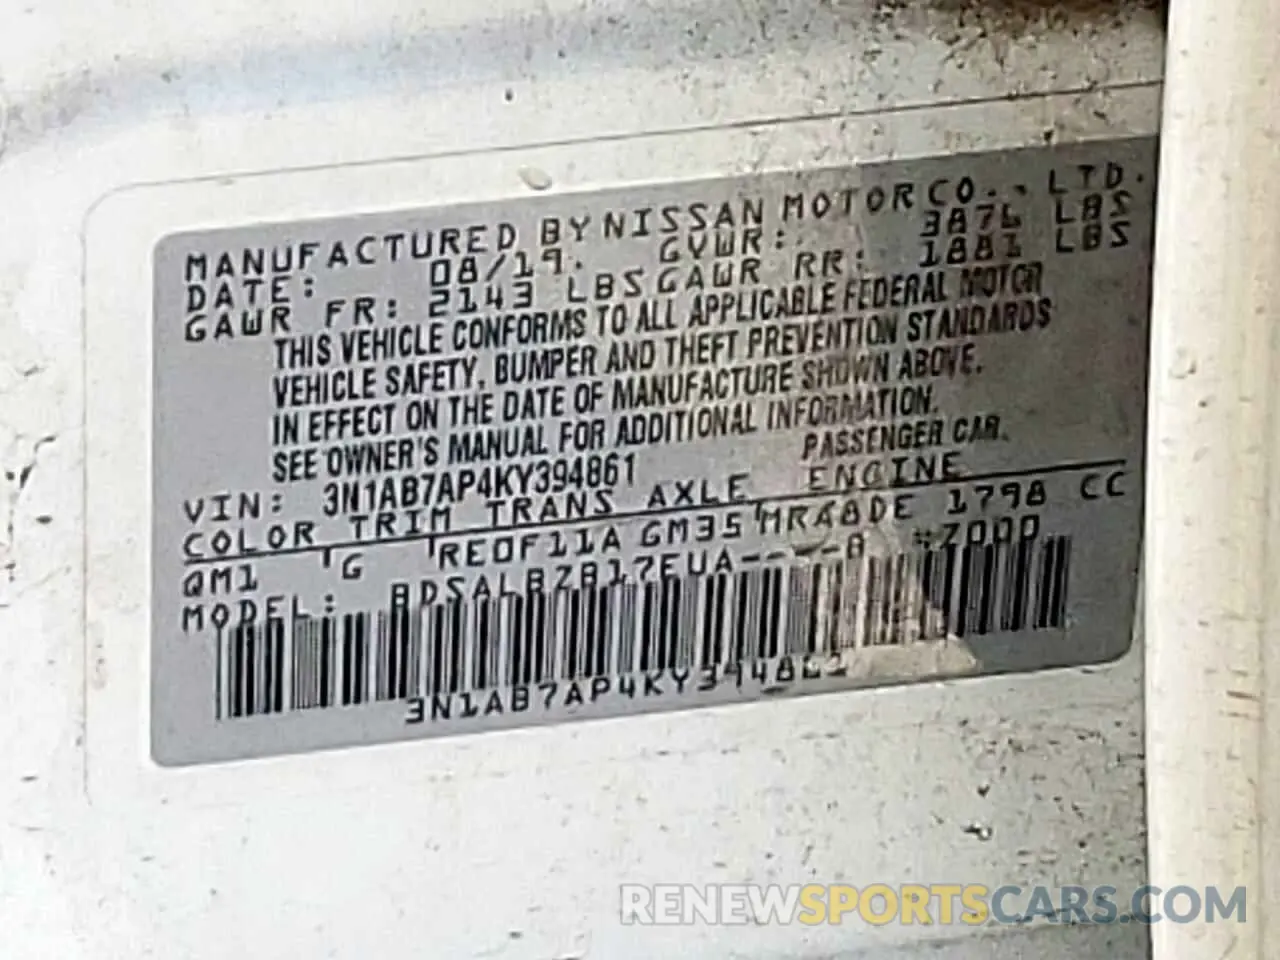 MANUFACTURED BY NISSAN MOTOR CO., LTD.
DATE: 08/19. GVWR: 3876 LBS
GAWR FR: 2143 LBS GAWR RR: 1881 LBS
THIS VEHICLE CONFORMS TO ALL APPLICABLE FEDERAL MOTOR
VEHICLE SAFETY, BUMPER AND THEFT PREVENTION STANDARDS
IN EFFECT ON THE DATE OF MANUFACTURE SHOWN ABOVE.
SEE OWNER'S MANUAL FOR ADDITIONAL INFORMATION.
VIN: 3N1AB7AP4KY394861 PASSENGER CAR.
COLOR TRIM TRANS AXLE ENGINE
QM1 G RE0F11A GM35 MRA8DE 1798 CC
MODEL: BDSALBZB17EUA----A
3N1AB7AP4KY394861
RENEWSPORTSCARS.COM